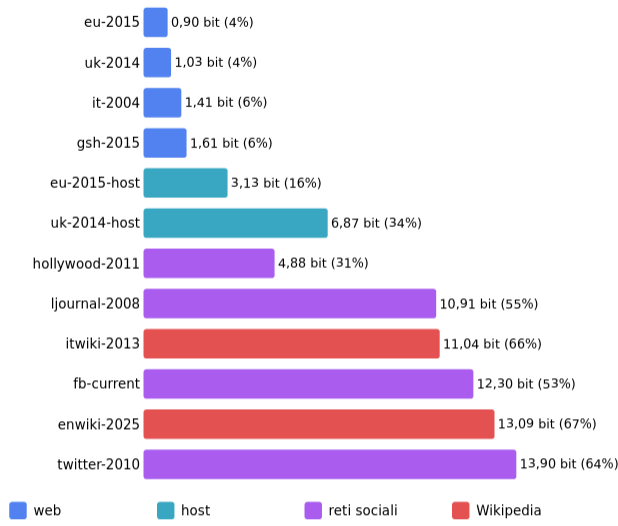 eu-2015 0,90 bit (4%)
uk-2014 1,03 bit (4%)
it-2004 1,41 bit (6%)
gsh-2015 1,61 bit (6%)
eu-2015-host 3,13 bit (16%)
uk-2014-host 6,87 bit (34%)
hollywood-2011 4,88 bit (31%)
ljournal-2008 10,91 bit (55%)
itwiki-2013 11,04 bit (66%)
fb-current 12,30 bit (53%)
enwiki-2025 13,09 bit (67%)
twitter-2010 13,90 bit (64%)
web host reti sociali Wikipedia